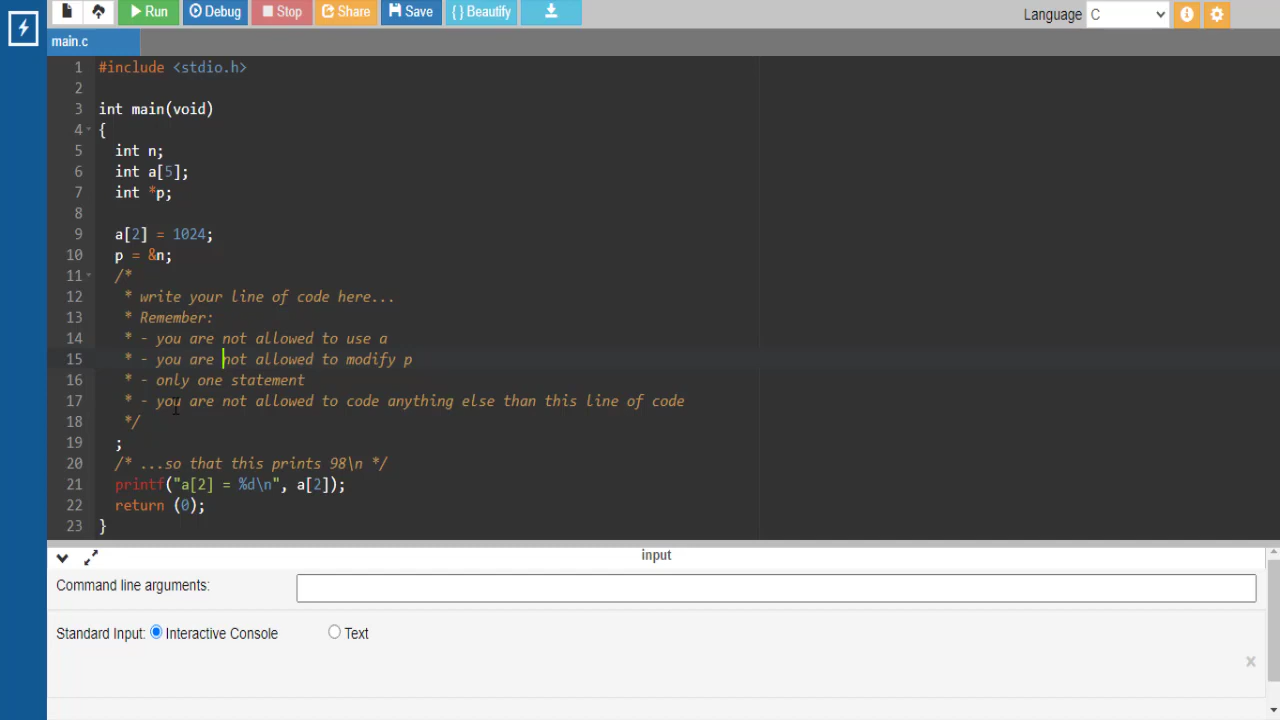 Run Debug Stop Share Save { } Beautify Language C
main.c
1 #include <stdio.h>
2
3 int main(void)
4 {
5 int n;
6 int a[5];
7 int *p;
8
9 a[2] = 1024;
10 p = &n;
11 /*
12 * write your line of code here...
13 * Remember:
14 * - you are not allowed to use a
15 * - you are not allowed to modify p
16 * - only one statement
17 * - you are not allowed to code anything else than this line of code
18 */
19 ;
20 /* ...so that this prints 98\n */
21 printf("a[2] = %d\n", a[2]);
22 return (0);
23 }
input
Command line arguments:
Standard Input: Interactive Console Text